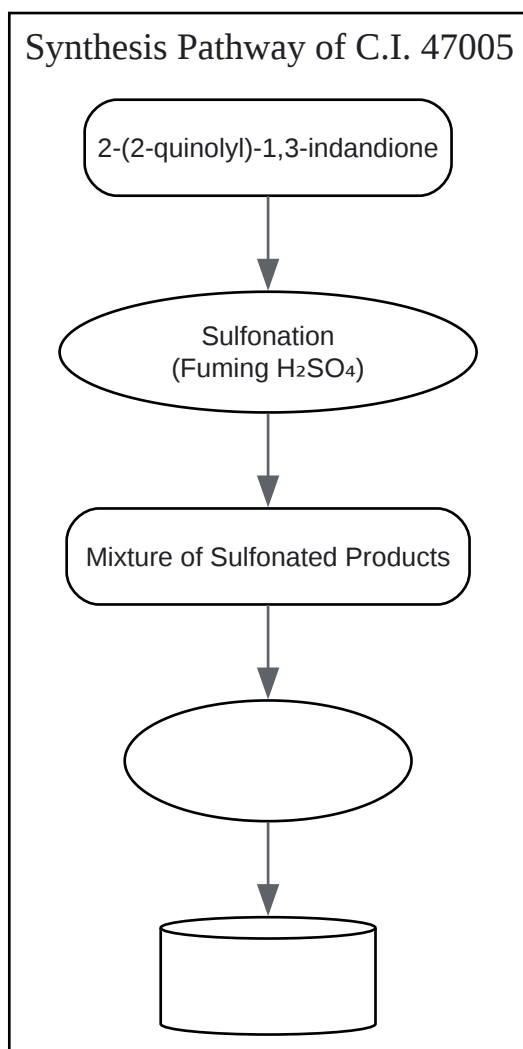 Synthesis Pathway of C.I. 47005
2-(2-quinolyl)-1,3-indandione
Sulfonation
(Fuming H₂SO₄)
Mixture of Sulfonated Products